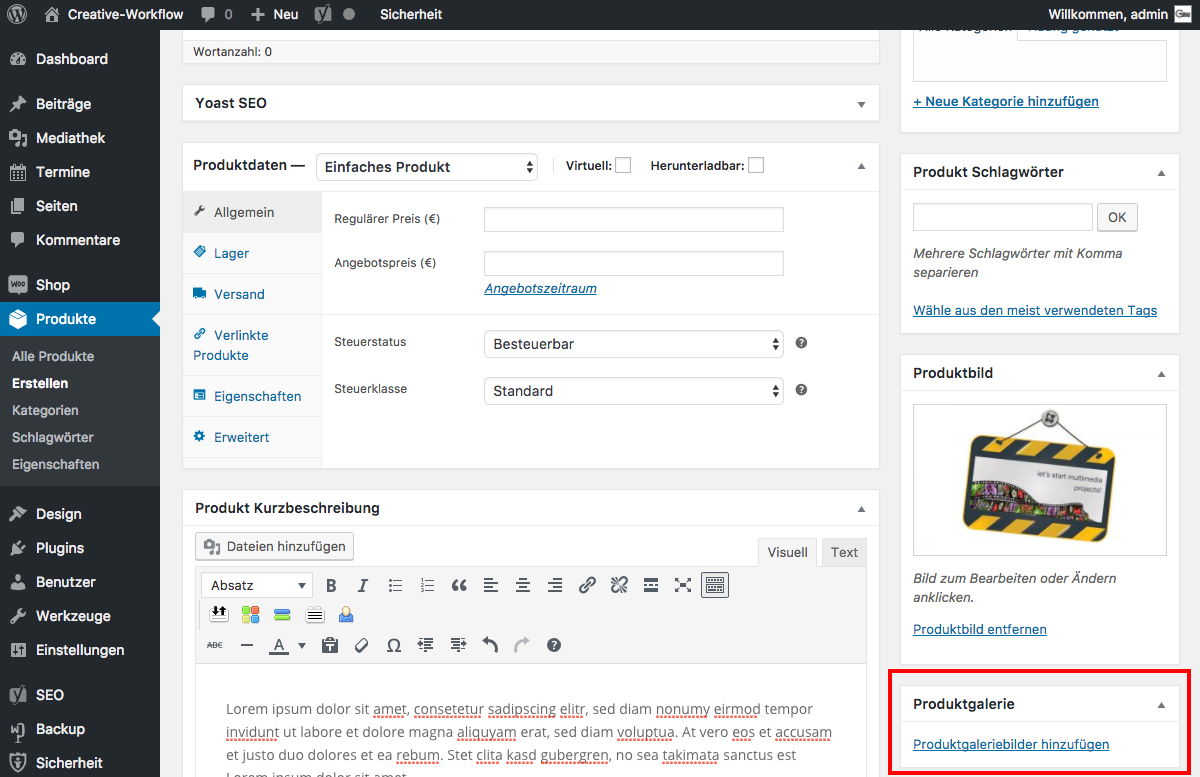 Creative-Workflow
0
Neu
Sicherheit
Willkommen, admin
Dashboard
Beiträge
Mediathek
Termine
Seiten
Kommentare
WOO Shop
Produkte
Alle Produkte
Erstellen
Kategorien
Schlagwörter
Eigenschaften
Design
Plugins
Benutzer
Werkzeuge
Einstellungen
SEO
Backup
Sicherheit
Wortanzahl: 0
Yoast SEO
Produktdaten —
Einfaches Produkt
Virtuell:
Herunterladbar:
Allgemein
Lager
Versand
Verlinkte
Produkte
Eigenschaften
Erweitert
Regulärer Preis (€)
Angebotspreis (€)
Angebotszeitraum
Steuerstatus
Besteuerbar
Steuerklasse
Standard
Produkt Kurzbeschreibung
Dateien hinzufügen
Visuell
Text
Absatz
B
I
ABC
A
Ω
Lorem ipsum dolor sit amet, consetetur sadipscing elitr, sed diam nonumy eirmod tempor
invidunt ut labore et dolore magna aliquyam erat, sed diam voluptua. At vero eos et accusam
et justo duo dolores et ea rebum. Stet clita kasd gubergren, no sea takimata sanctus est
Lorem ipsum dolor sit amet.
+ Neue Kategorie hinzufügen
Produkt Schlagwörter
OK
Mehrere Schlagwörter mit Komma
separieren
Wähle aus den meist verwendeten Tags
Produktbild
let's start multimedia
projects!
Bild zum Bearbeiten oder Ändern
anklicken.
Produktbild entfernen
Produktgalerie
Produktgaleriebilder hinzufügen